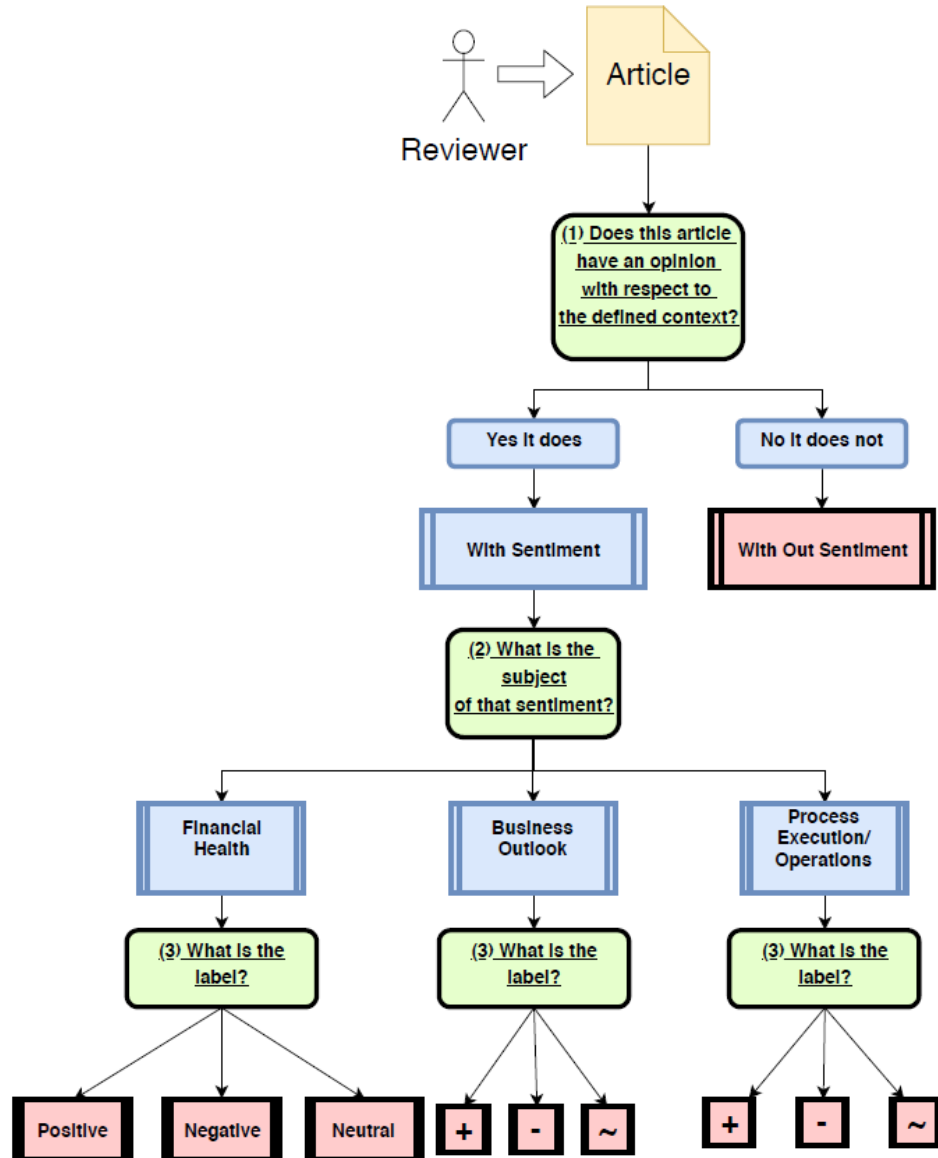 Article
Reviewer
(1) Does this article
have an opinion
with respect to
the defined context?
Yes it does
No it does not
With Sentiment
With Out Sentiment
(2) What is the
subject
of that sentiment?
Financial
Health
Business
Outlook
Process
Execution/
Operations
(3) What is the
label?
(3) What is the
label?
(3) What is the
label?
Positive
Negative
Neutral
+
-
~
+
-
~